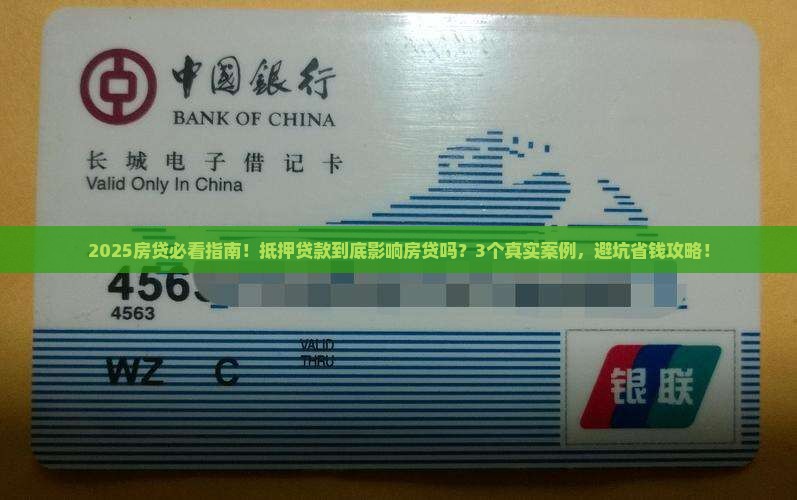 中国銀行
BANK OF CHINA
长城电子借记卡
Valid Only In China
2025房贷必看指南！抵押贷款到底影响房贷吗？3个真实案例，避坑省钱攻略！
456
4563
VALID
THRU
WZ C
银联